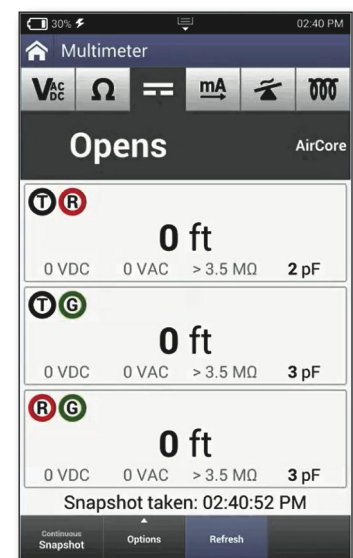 30% 02:40 PM
Multimeter
VAC DC Ω mA
Opens AirCore
T R
0 ft
0 VDC 0 VAC > 3.5 MΩ 2 pF
T G
0 ft
0 VDC 0 VAC > 3.5 MΩ 3 pF
R G
0 ft
0 VDC 0 VAC > 3.5 MΩ 3 pF
Snapshot taken: 02:40:52 PM
Continuous
Snapshot Options Refresh